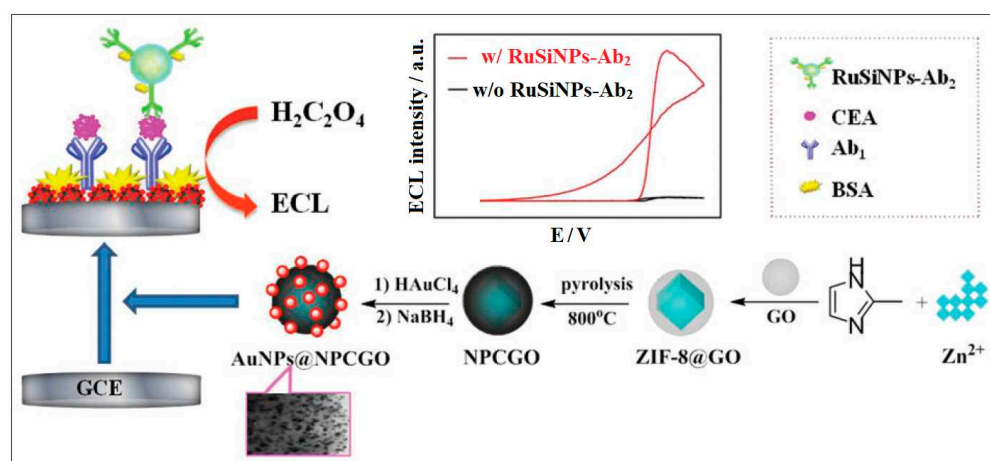 H₂C₂O₄
ECL
ECL intensity / a.u.
w/ RuSiNPs-Ab₂
w/o RuSiNPs-Ab₂
E / V
RuSiNPs-Ab₂
CEA
Ab₁
BSA
GCE
AuNPs@NPCGO
1) HAuCl₄
2) NaBH₄
NPCGO
pyrolysis
800°C
ZIF-8@GO
GO
H
N
N
+
Zn²⁺